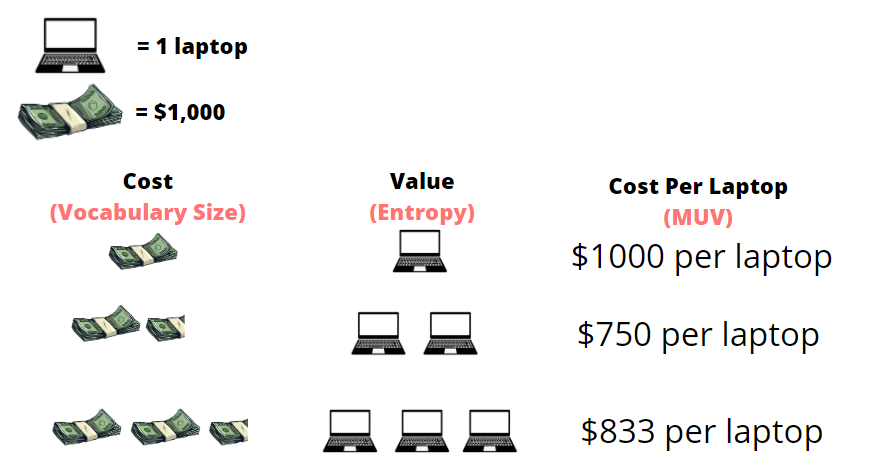 = 1 laptop
= $1,000
Cost
(Vocabulary Size)
Value
(Entropy)
Cost Per Laptop
(MUV)
$1000 per laptop
$750 per laptop
$833 per laptop